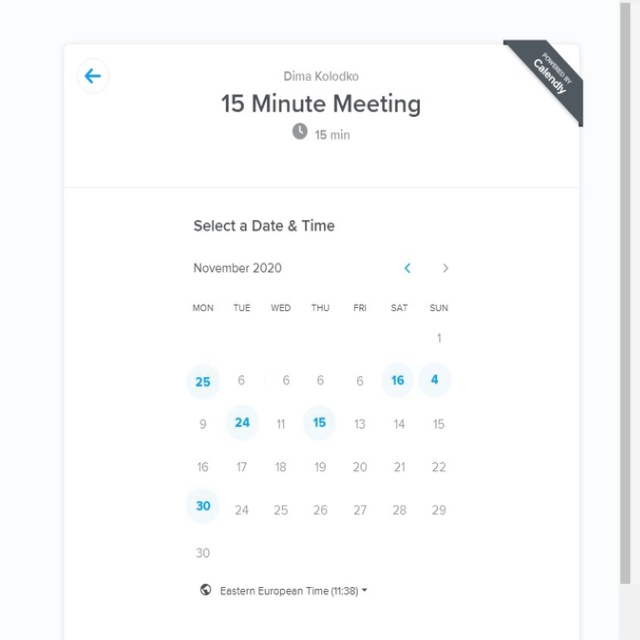 Dima Kolodko
15 Minute Meeting
15 min
POWERED BY
Calendly
Select a Date & Time
November 2020
MON TUE WED THU FRI SAT SUN
1
25 6 6 6 6 16 4
9 24 11 15 13 14 15
16 17 18 19 20 21 22
30 24 25 26 27 28 29
30
Eastern European Time (11:38)